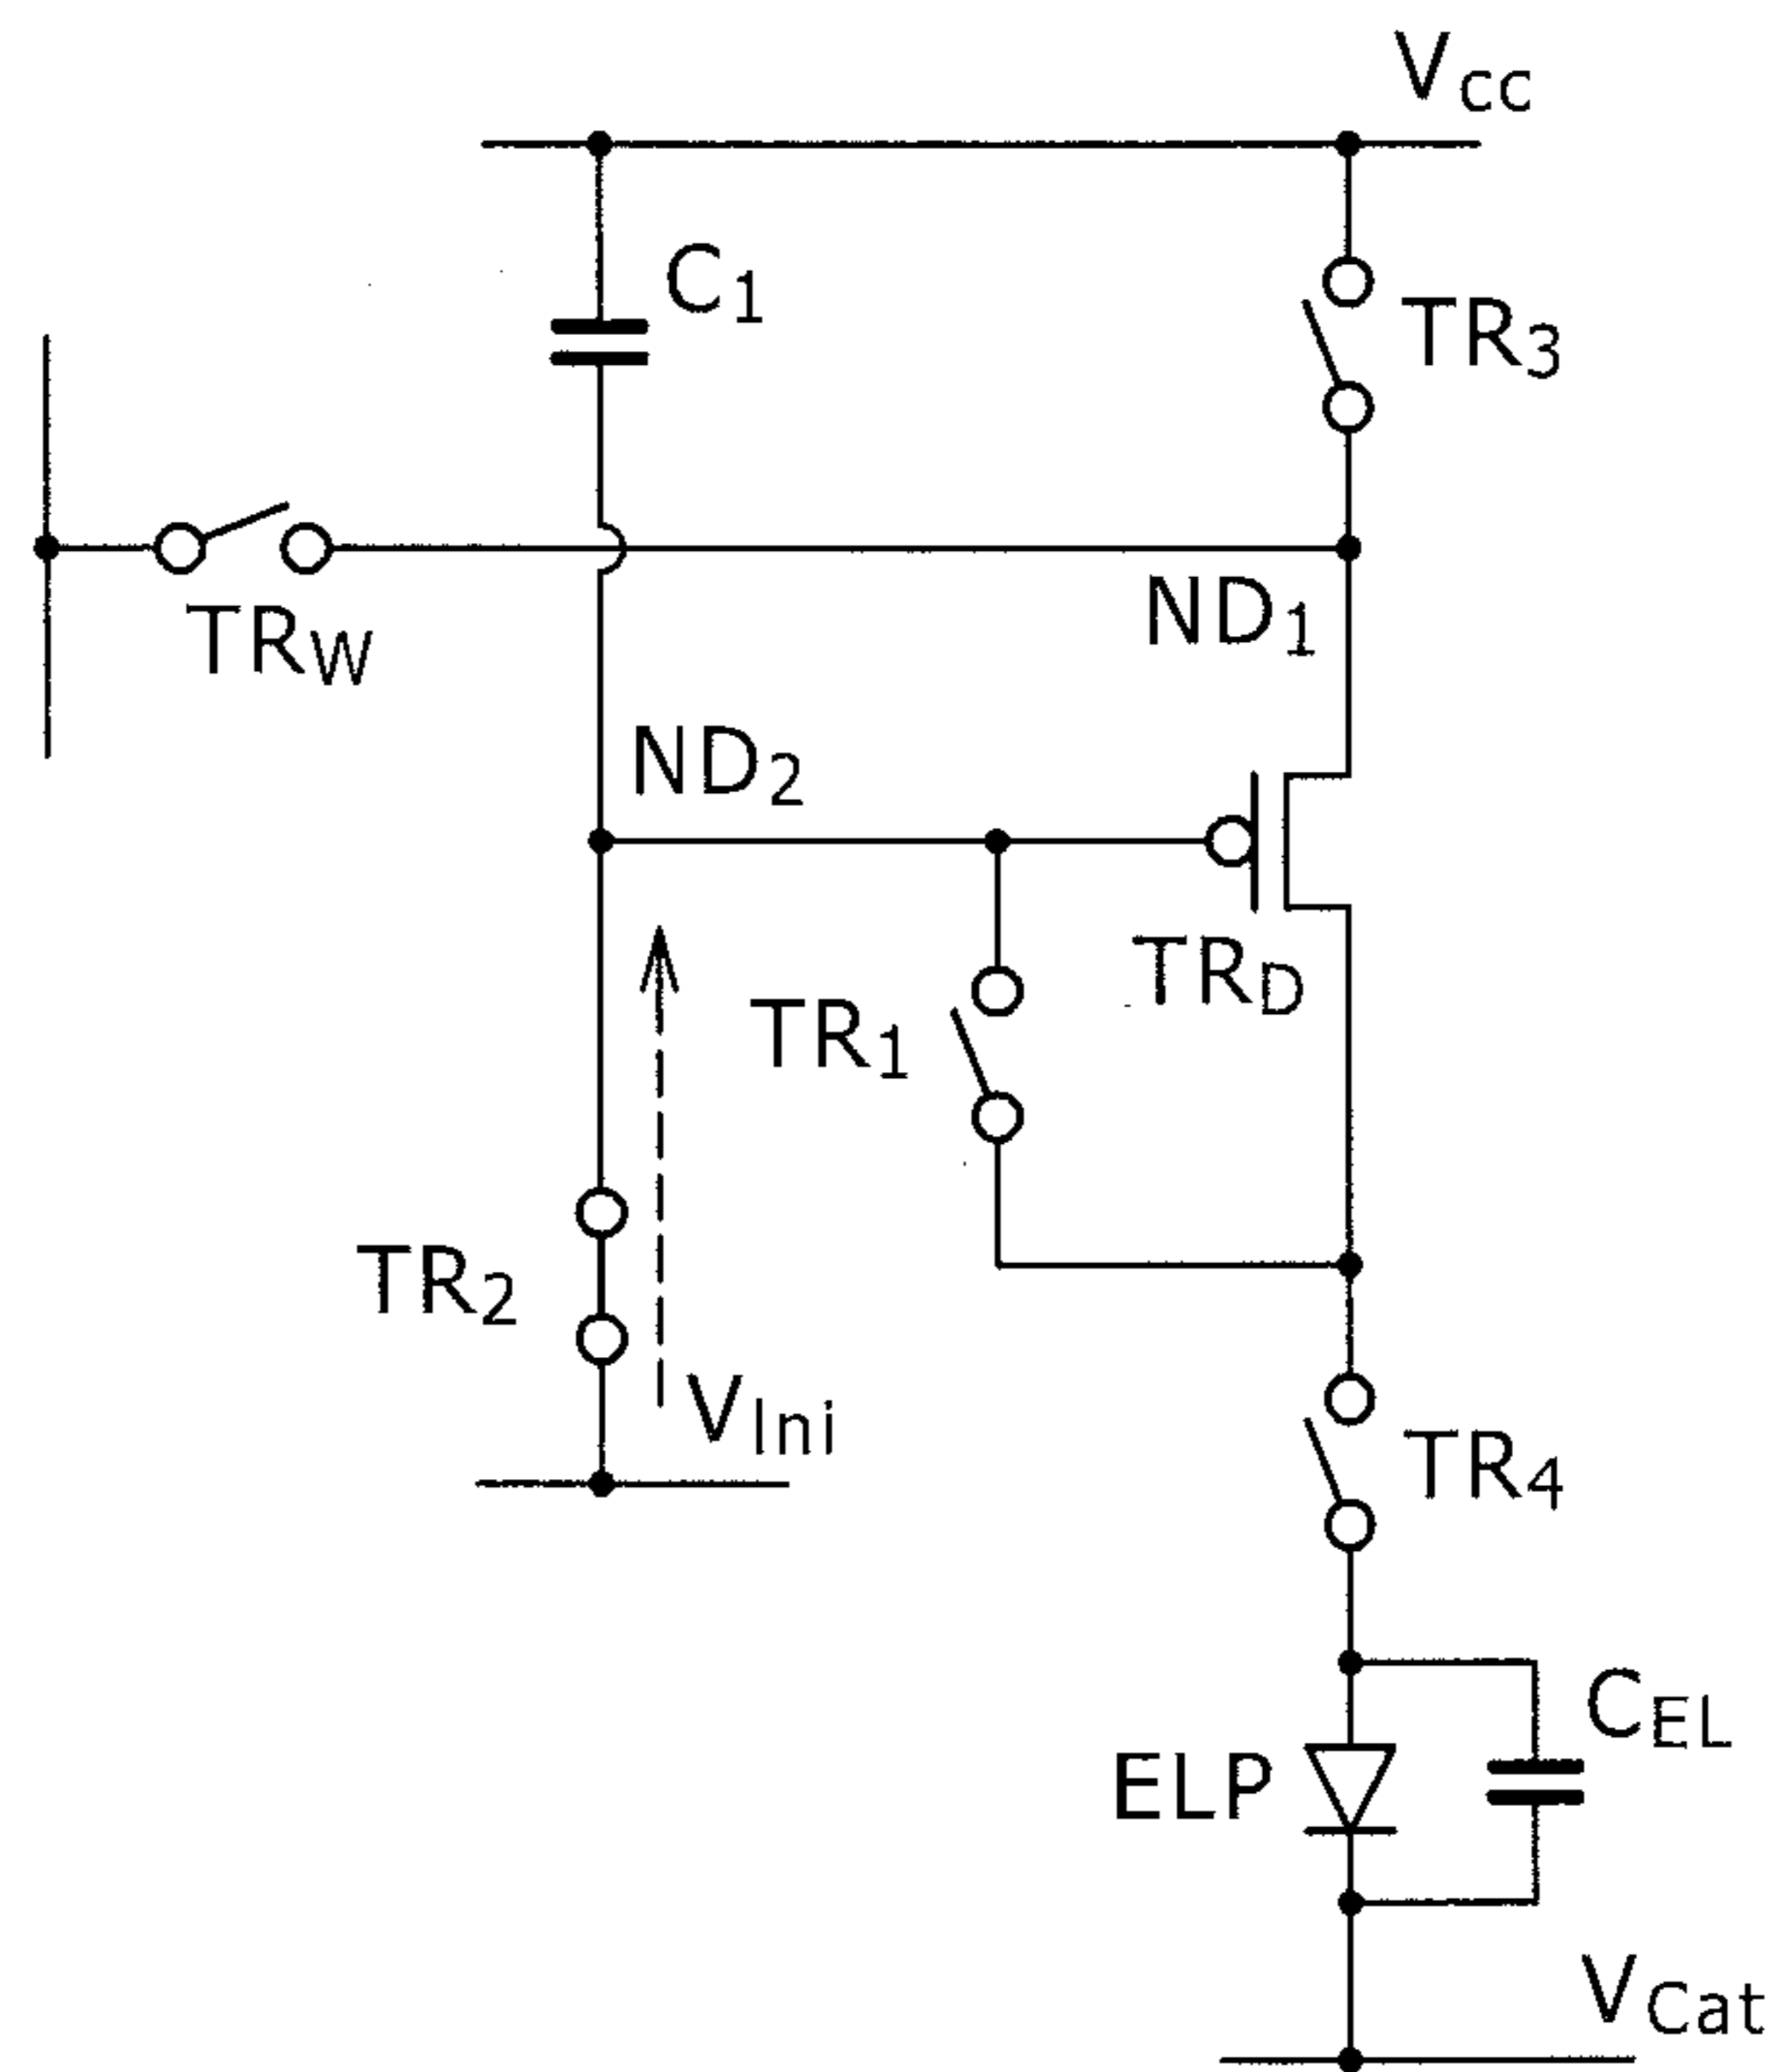 Vcc
C1
TR3
TRW
ND1
ND2
TRD
TR1
TR2
VIni
TR4
CEL
ELP
VCat